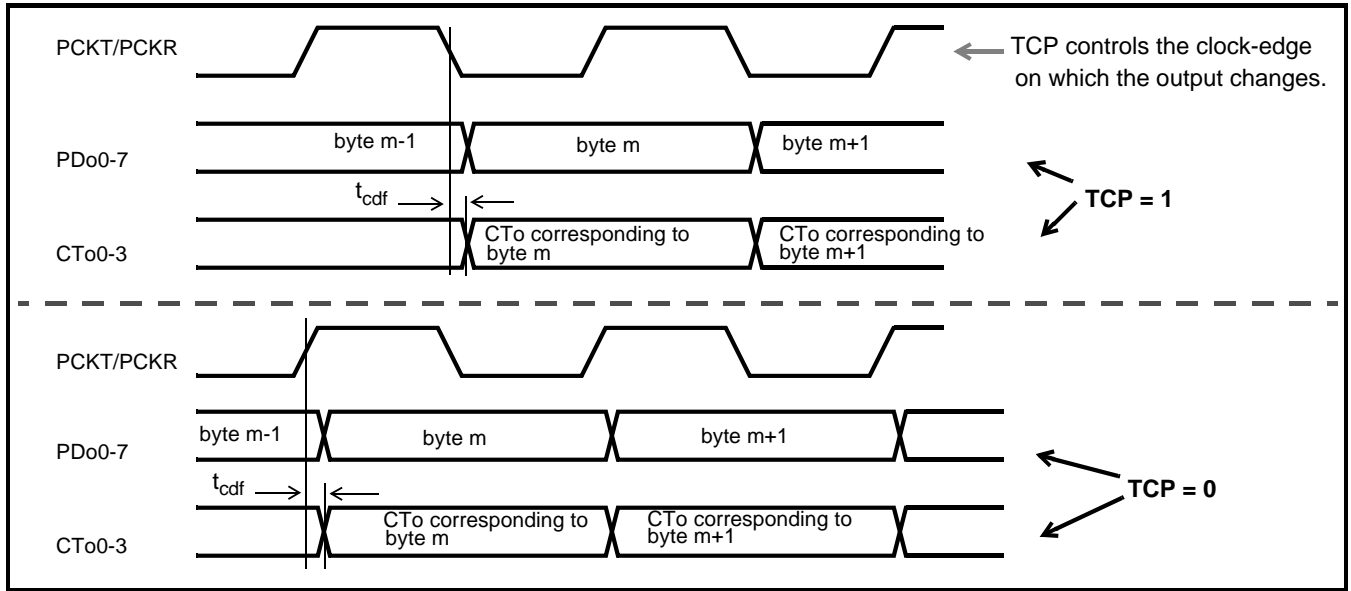 PCKT/PCKR
TCP controls the clock-edge
on which the output changes.
PDo0-7
byte m-1
byte m
byte m+1
tcdf
TCP = 1
CTo0-3
CTo corresponding to
byte m
CTo corresponding to
byte m+1
PCKT/PCKR
PDo0-7
byte m-1
byte m
byte m+1
tcdf
TCP = 0
CTo0-3
CTo corresponding to
byte m
CTo corresponding to
byte m+1